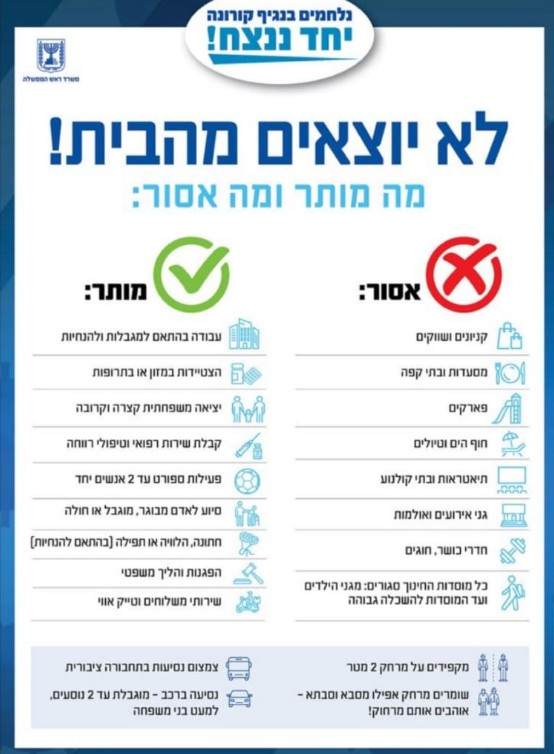 נלחמים בנגיף קורונה
יחד ננצח!
משרד ראש הממשלה
לא יוצאים מהבית!
מה מותר ומה אסור:
אסור:
קניונים ושווקים
מסעדות ובתי קפה
פארקים
חוף הים וטיולים
תיאטראות ובתי קולנוע
גני אירועים ואולמות
חדרי כושר, חוגים
כל מוסדות החינוך סגורים: מגני הילדים
ועד המוסדות להשכלה גבוהה
מותר:
עבודה בהתאם למגבלות ולהנחיות
הצטיידות במזון או בתרופות
יציאה משפחתית קצרה וקרובה
קבלת שירות רפואי וטיפולי רווחה
פעילות ספורט עד 2 אנשים יחד
סיוע לאדם מבוגר, מוגבל או חולה
חתונה, הלוויה או תפילה (בהתאם להנחיות)
הפגנות והליך משפטי
שירותי משלוחים וטייק אווי
מקפידים על מרחק 2 מטר
שומרים מרחק אפילו מסבא וסבתא -
אוהבים אותם מרחוק!
צמצום נסיעות בתחבורה ציבורית
נסיעה ברכב - מוגבלת עד 2 נוסעים,
למעט בני משפחה